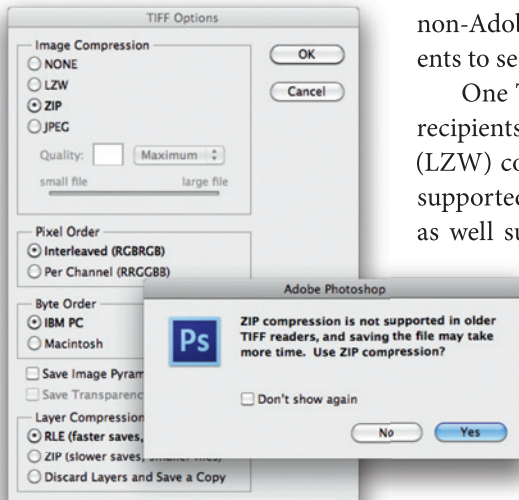 TIFF Options
Image Compression
NONE
LZW
ZIP
JPEG
Quality: Maximum
small file large file
OK
Cancel
Pixel Order
Interleaved (RGBRGB)
Per Channel (RRGGBB)
Byte Order
IBM PC
Macintosh
Save Image
Save
Layer Compression
RLE (faster saves,
ZIP (slower saves, smaller files)
Discard Layers and Save a Copy
Adobe Photoshop
Ps
ZIP compression is not supported in older
TIFF readers, and saving the file may take
more time. Use ZIP compression?
Don't show again
No Yes
ents to se
One T
recipients
(LZW) co
supported
as well su